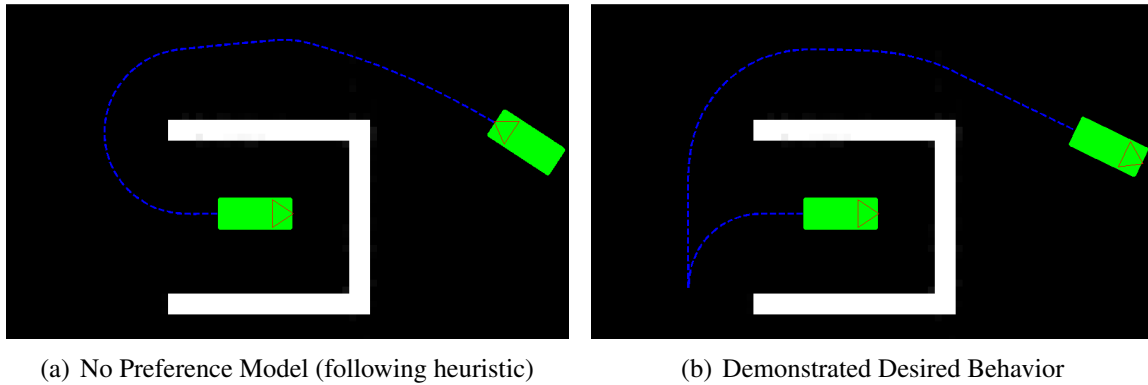 (a) No Preference Model (following heuristic)
(b) Demonstrated Desired Behavior